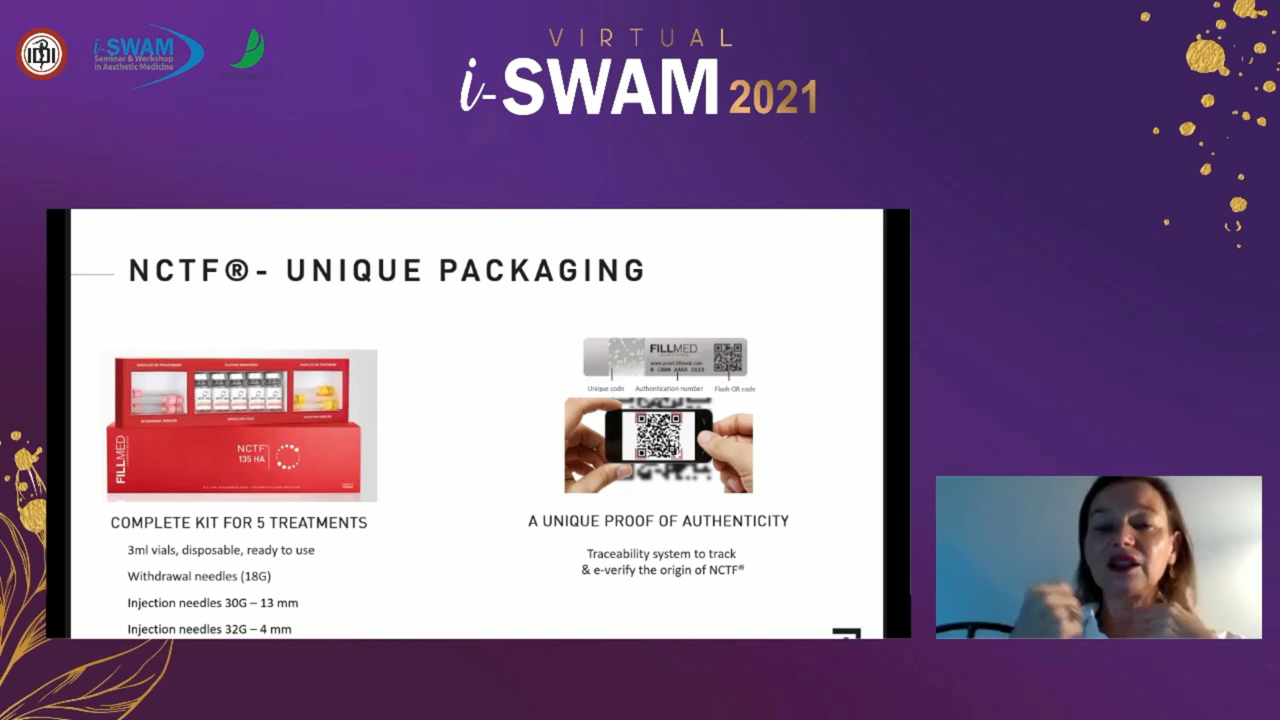 i-SWAM
Seminar & Workshop
in Aesthetic Medicine
VIRTUAL
i-SWAM 2021
NCTF®- UNIQUE PACKAGING
FILLMED
NCTF
135 HA
FILLMED
Unique code
Authentication number
Flash QR code
COMPLETE KIT FOR 5 TREATMENTS
3ml vials, disposable, ready to use
Withdrawal needles (18G)
Injection needles 30G – 13 mm
Injection needles 32G – 4 mm
A UNIQUE PROOF OF AUTHENTICITY
Traceability system to track
& e-verify the origin of NCTF®